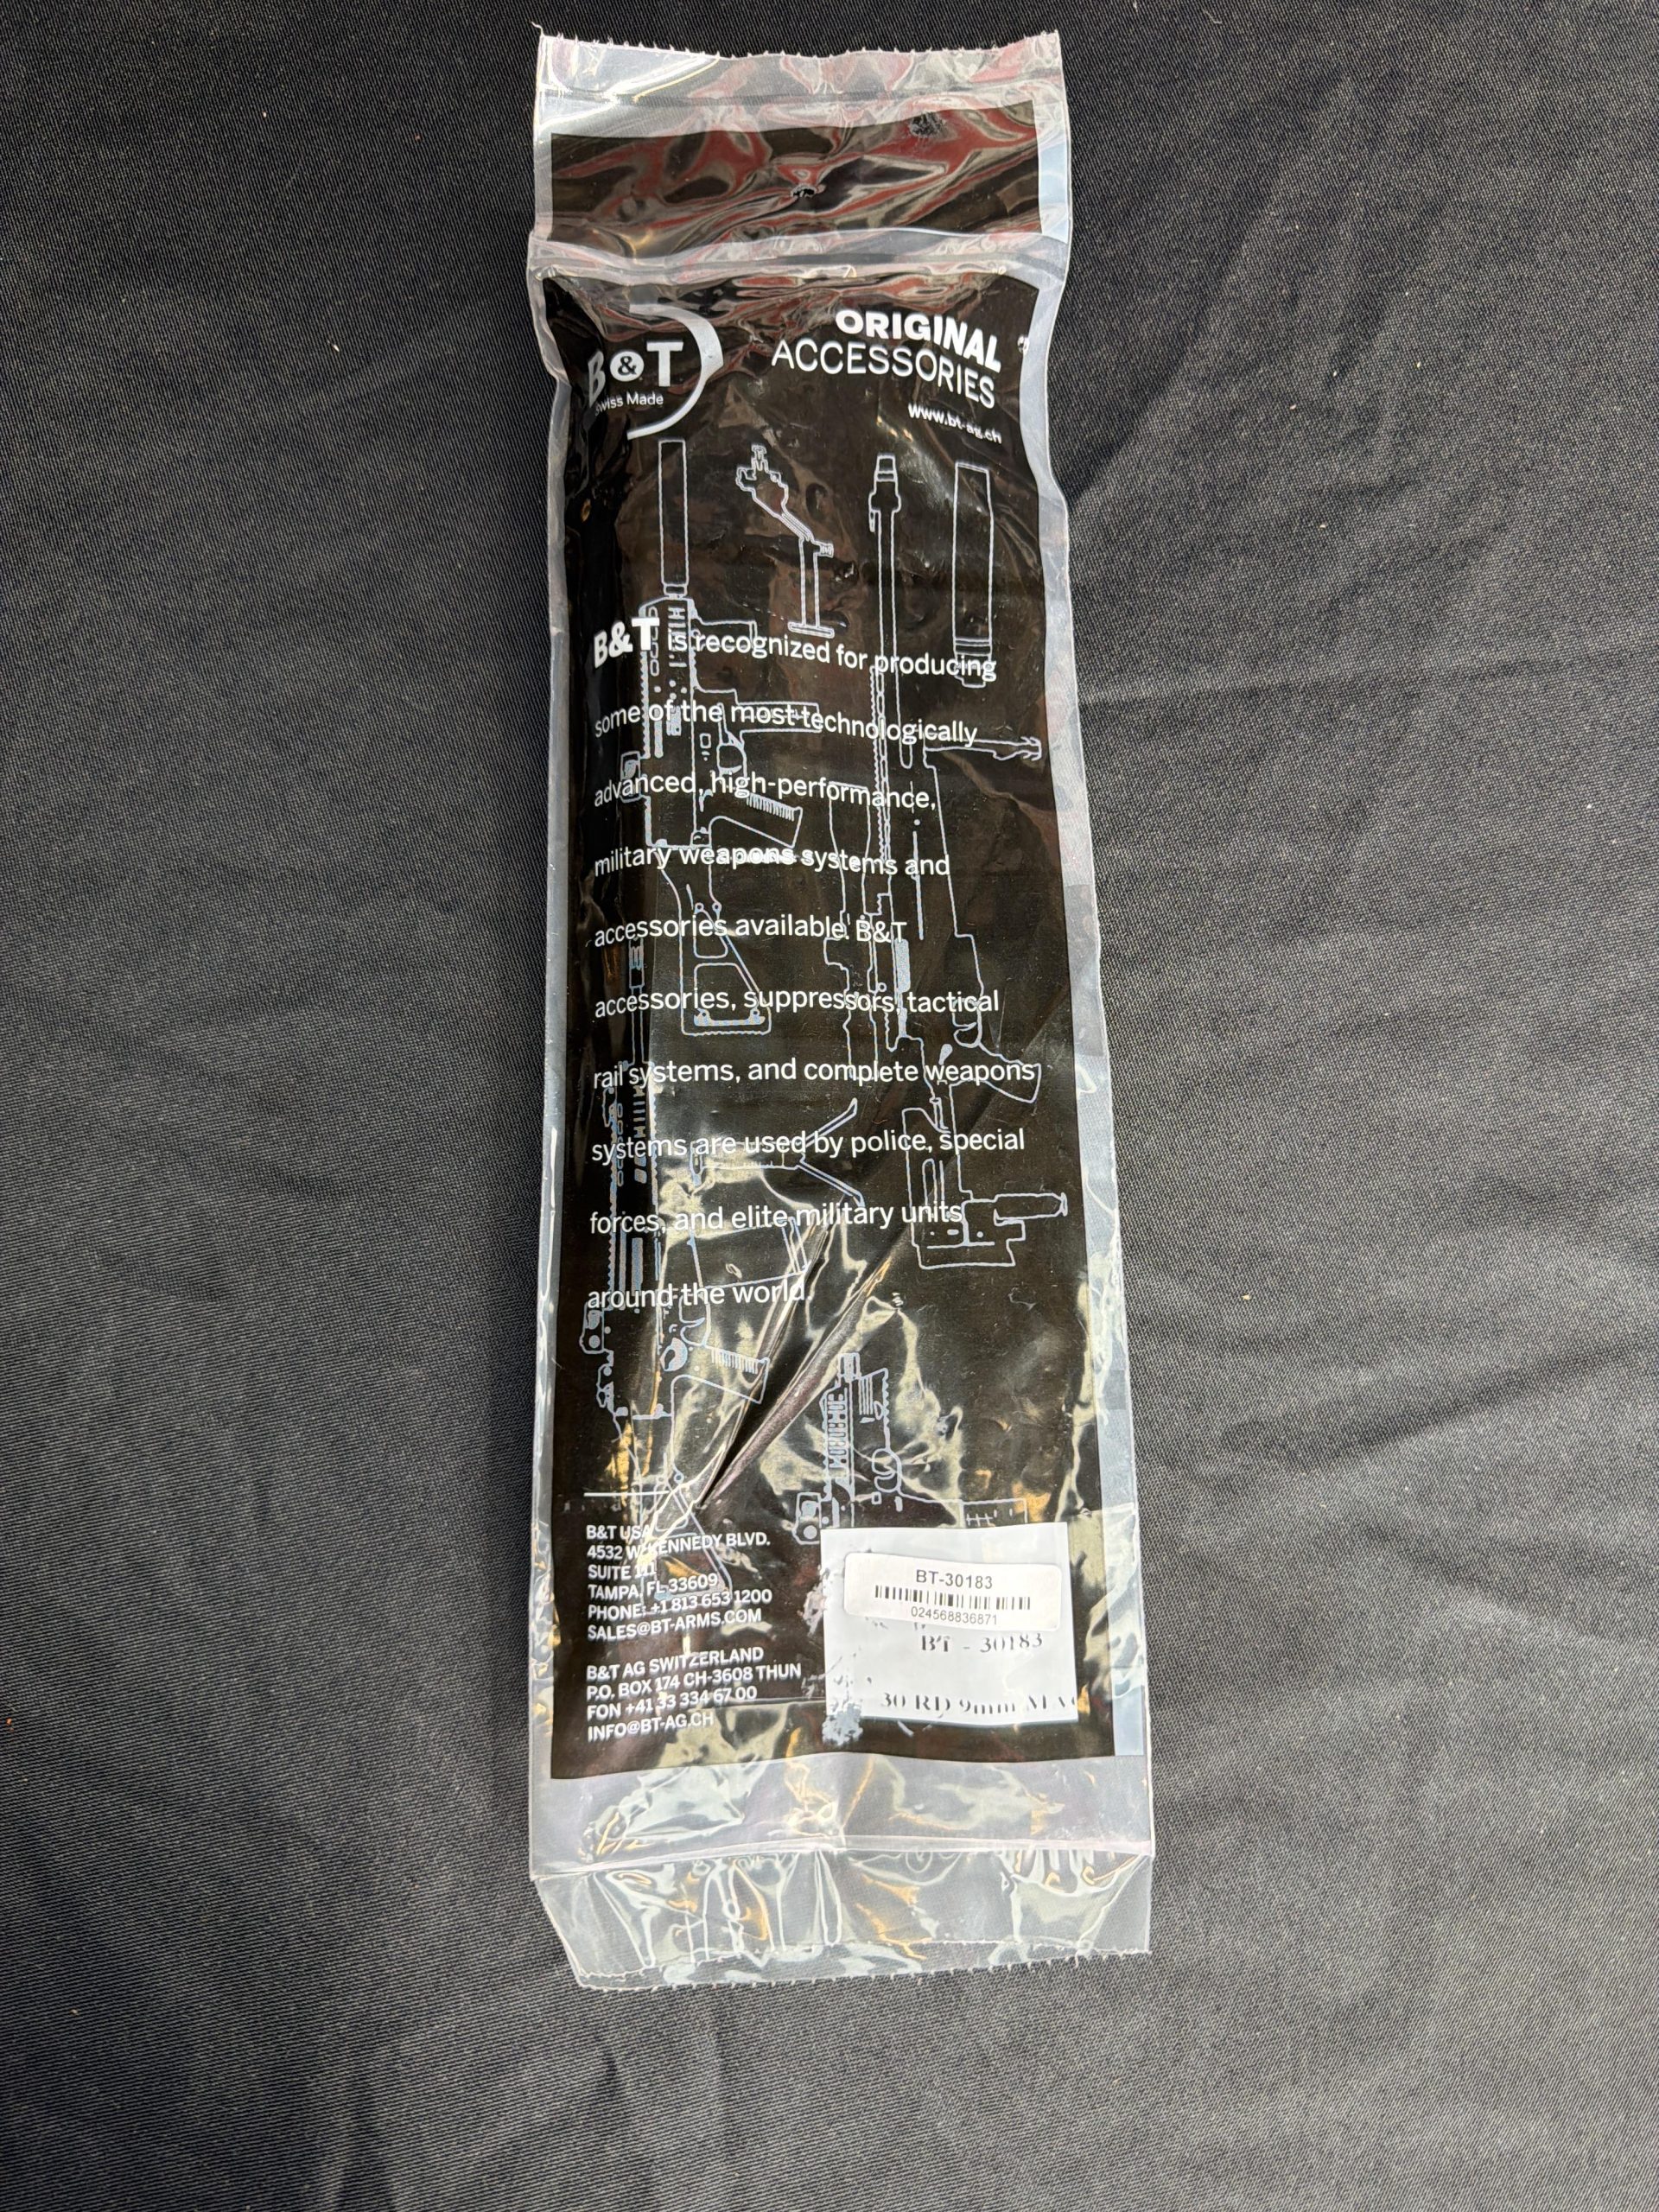 B&T
Swiss Made
ORIGINAL
ACCESSORIES
www.bt-ag.ch
B&T is recognized for producing
some of the most technologically
advanced, high-performance,
military weapons systems and
accessories available. B&T
accessories, suppressors, tactical
rail systems, and complete weapons
systems are used by police, special
forces, and elite military units
around the world.
B&T USA
4532 W KENNEDY BLVD.
SUITE
TAMPA, FL 33609
PHONE: +1 813 653 1200
SALES@BT-ARMS.COM
B&T AG SWITZERLAND
P.O. BOX 174 CH-3608 THUN
FON +41 33 334 67 00
INFO@BT-AG.CH
BT-30183
024568836871
BT - 30183
30 RD 9mm MAG